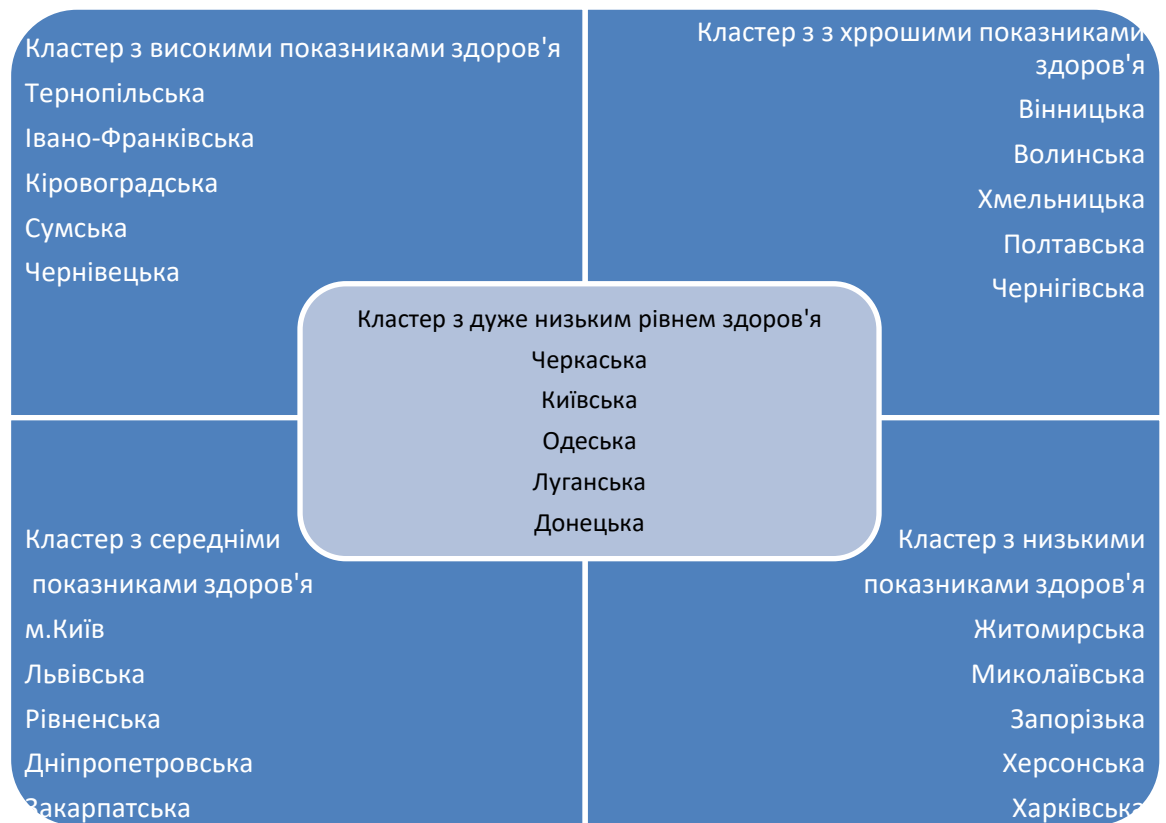 Кластер з високими показниками здоров'я
Тернопільська
Івано-Франківська
Кіровоградська
Сумська
Чернівецька
Кластер з з хррошими показниками
здоров'я
Вінницька
Волинська
Хмельницька
Полтавська
Чернігівська
Кластер з дуже низьким рівнем здоров'я
Черкаська
Київська
Одеська
Луганська
Донецька
Кластер з середніми
показниками здоров'я
м.Київ
Львівська
Рівненська
Дніпропетровська
Закарпатська
Кластер з низькими
показниками здоров'я
Житомирська
Миколаївська
Запорізька
Херсонська
Харківська